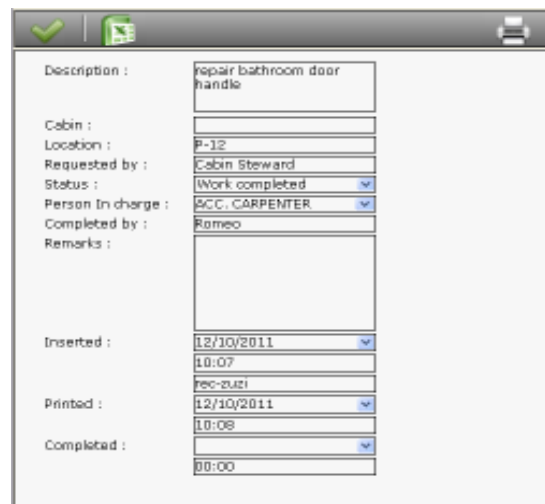 Description : repair bathroom door
handle
Cabin :
Location : P-12
Requested by : Cabin Steward
Status : Work completed
Person In charge : ACC. CARPENTER
Completed by : Romeo
Remarks :
Inserted : 12/10/2011
10:07
rec-zuzi
Printed : 12/10/2011
10:08
Completed :
00:00